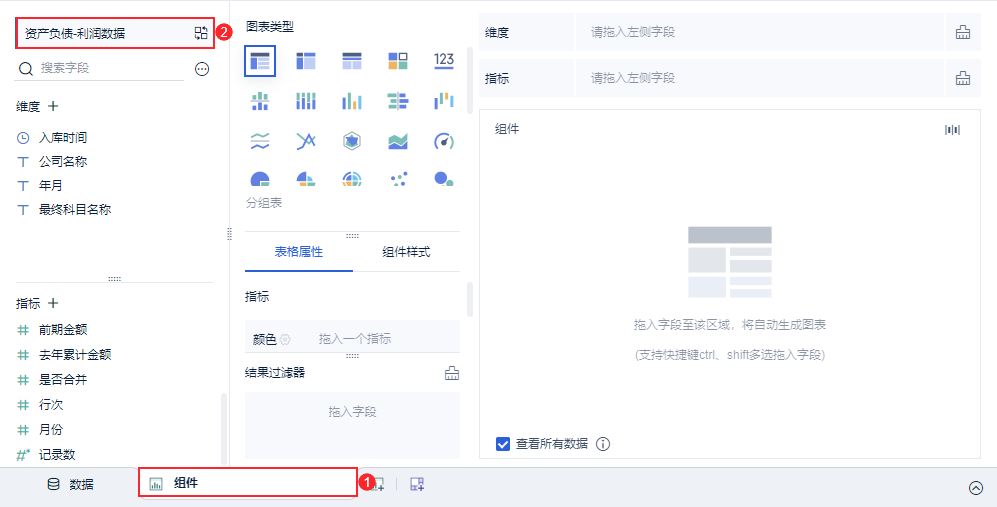 资产负债-利润数据
2
搜索字段
维度
入库时间
公司名称
年月
最终科目名称
指标
前期金额
去年累计金额
是否合并
行次
月份
记录数
图表类型
123
分组表
表格属性
组件样式
指标
颜色
拖入一个指标
结果过滤器
拖入字段
维度
请拖入左侧字段
指标
请拖入左侧字段
组件
拖入字段至该区域，将自动生成图表
(支持快捷键ctrl、shift多选拖入字段)
查看所有数据
数据
组件
1